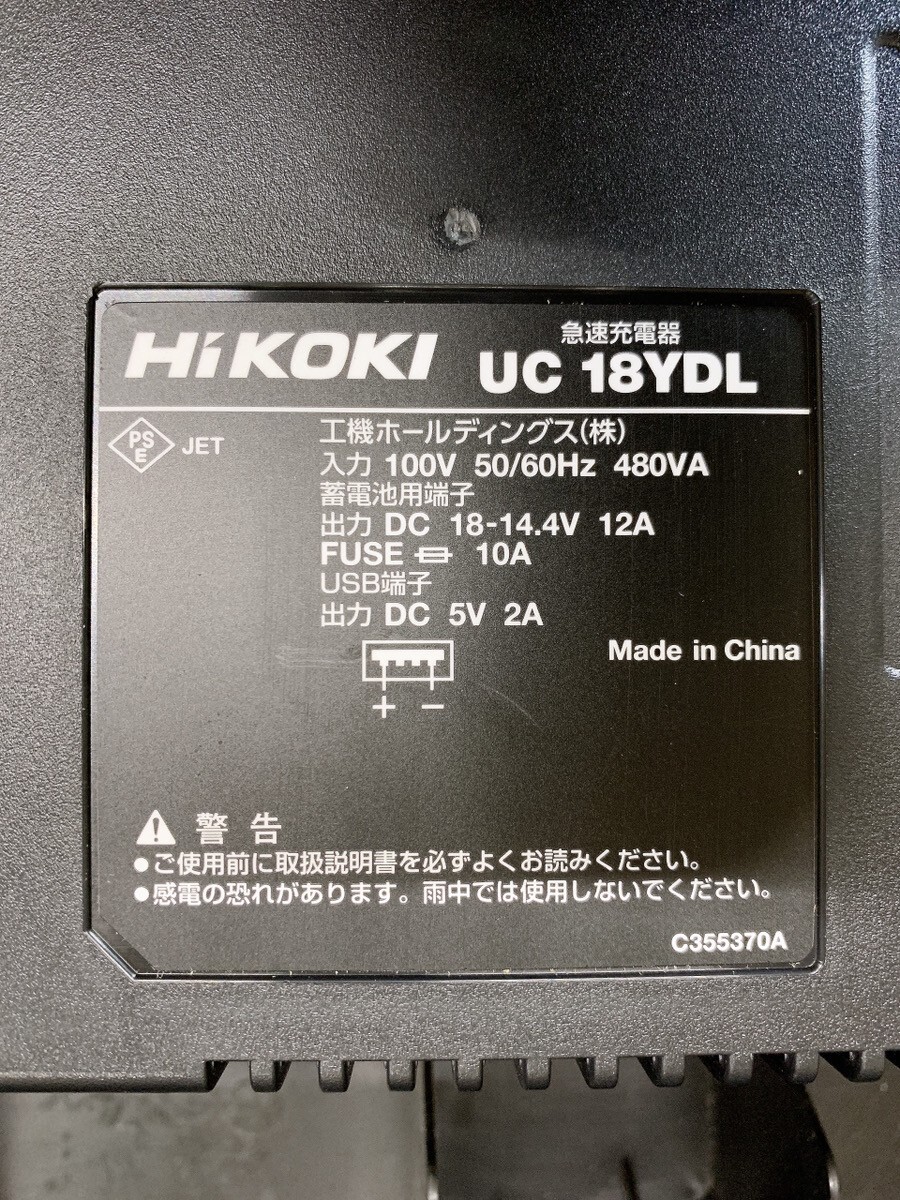 HiKOKI
急速充電器
UC 18YDL
PSE JET
工機ホールディングス(株)
入力 100V 50/60Hz 480VA
蓄電池用端子
出力 DC 18-14.4V 12A
FUSE 10A
USB端子
出力 DC 5V 2A
+ −
Made in China
警告
●ご使用前に取扱説明書を必ずよくお読みください。
●感電の恐れがあります。雨中では使用しないでください。
C355370A